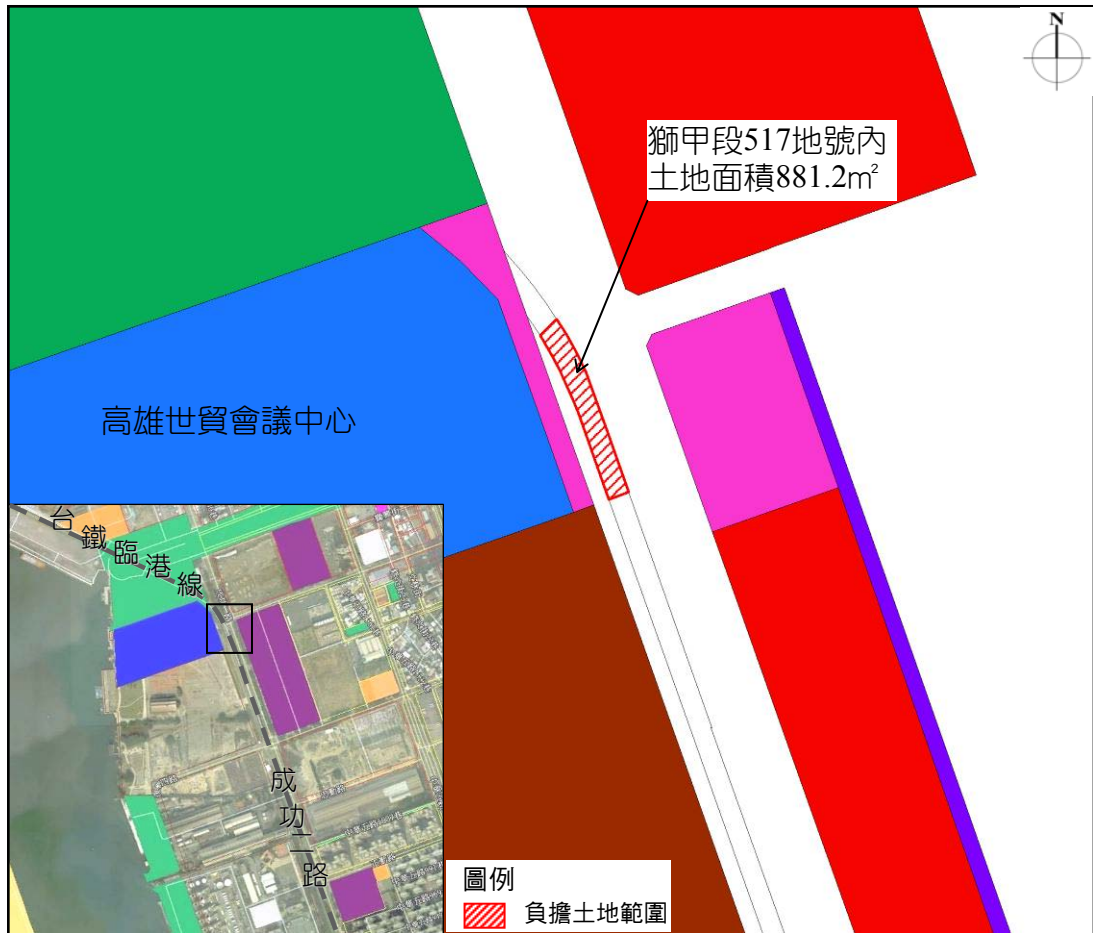 N
獅甲段517地號內
土地面積881.2㎡
高雄世貿會議中心
台鐵臨港線
成功二路
圖例
負擔土地範圍